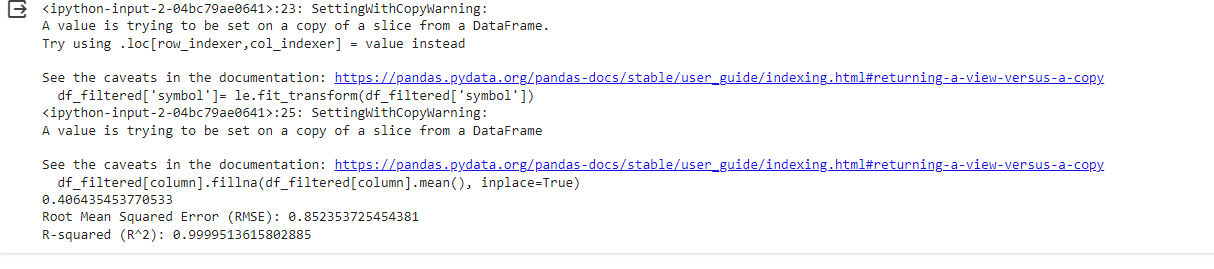 <ipython-input-2-04bc79ae0641>:23: SettingWithCopyWarning:
A value is trying to be set on a copy of a slice from a DataFrame.
Try using .loc[row_indexer,col_indexer] = value instead

See the caveats in the documentation: https://pandas.pydata.org/pandas-docs/stable/user_guide/indexing.html#returning-a-view-versus-a-copy
  df_filtered['symbol']= le.fit_transform(df_filtered['symbol'])
<ipython-input-2-04bc79ae0641>:25: SettingWithCopyWarning:
A value is trying to be set on a copy of a slice from a DataFrame

See the caveats in the documentation: https://pandas.pydata.org/pandas-docs/stable/user_guide/indexing.html#returning-a-view-versus-a-copy
  df_filtered[column].fillna(df_filtered[column].mean(), inplace=True)
0.406435453770533
Root Mean Squared Error (RMSE): 0.852353725454381
R-squared (R^2): 0.9999513615802885